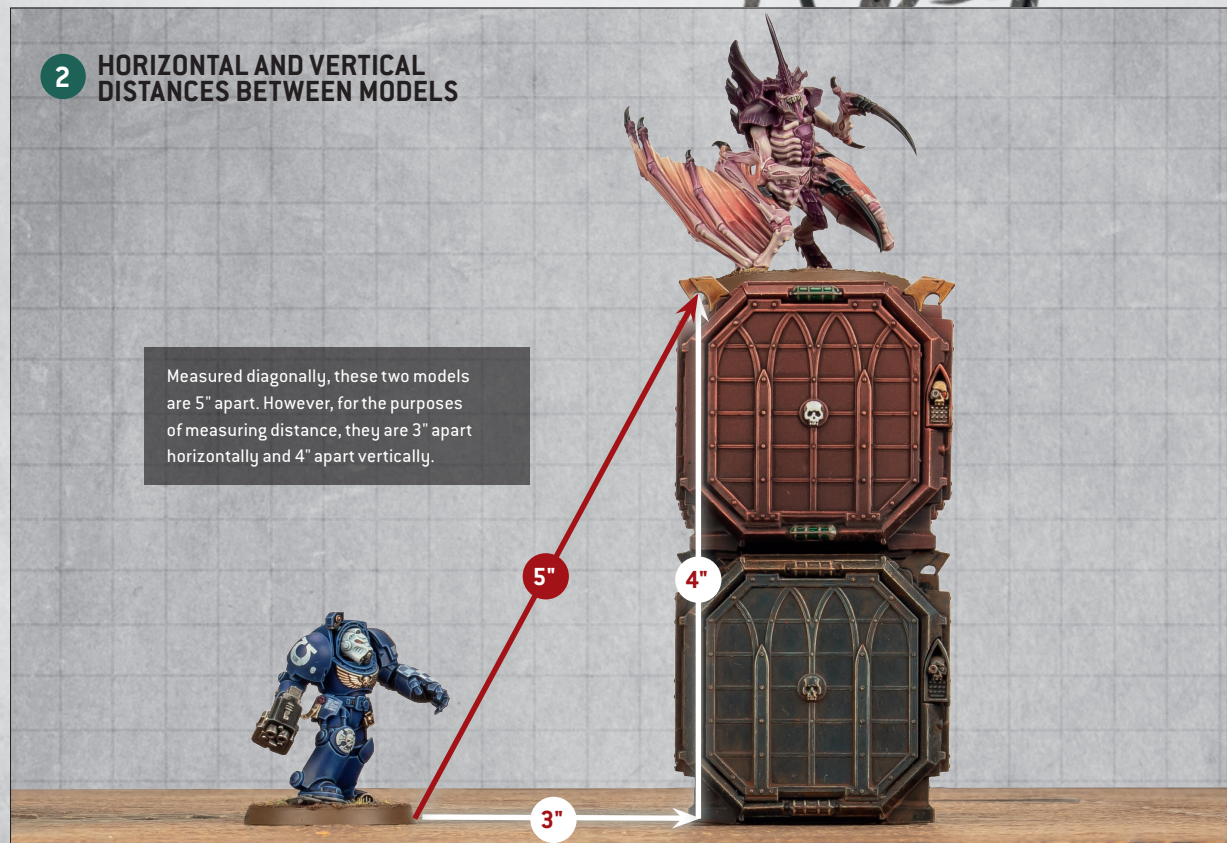 2
HORIZONTAL AND VERTICAL
DISTANCES BETWEEN MODELS
Measured diagonally, these two models
are 5" apart. However, for the purposes
of measuring distance, they are 3" apart
horizontally and 4" apart vertically.
5"
4"
3"